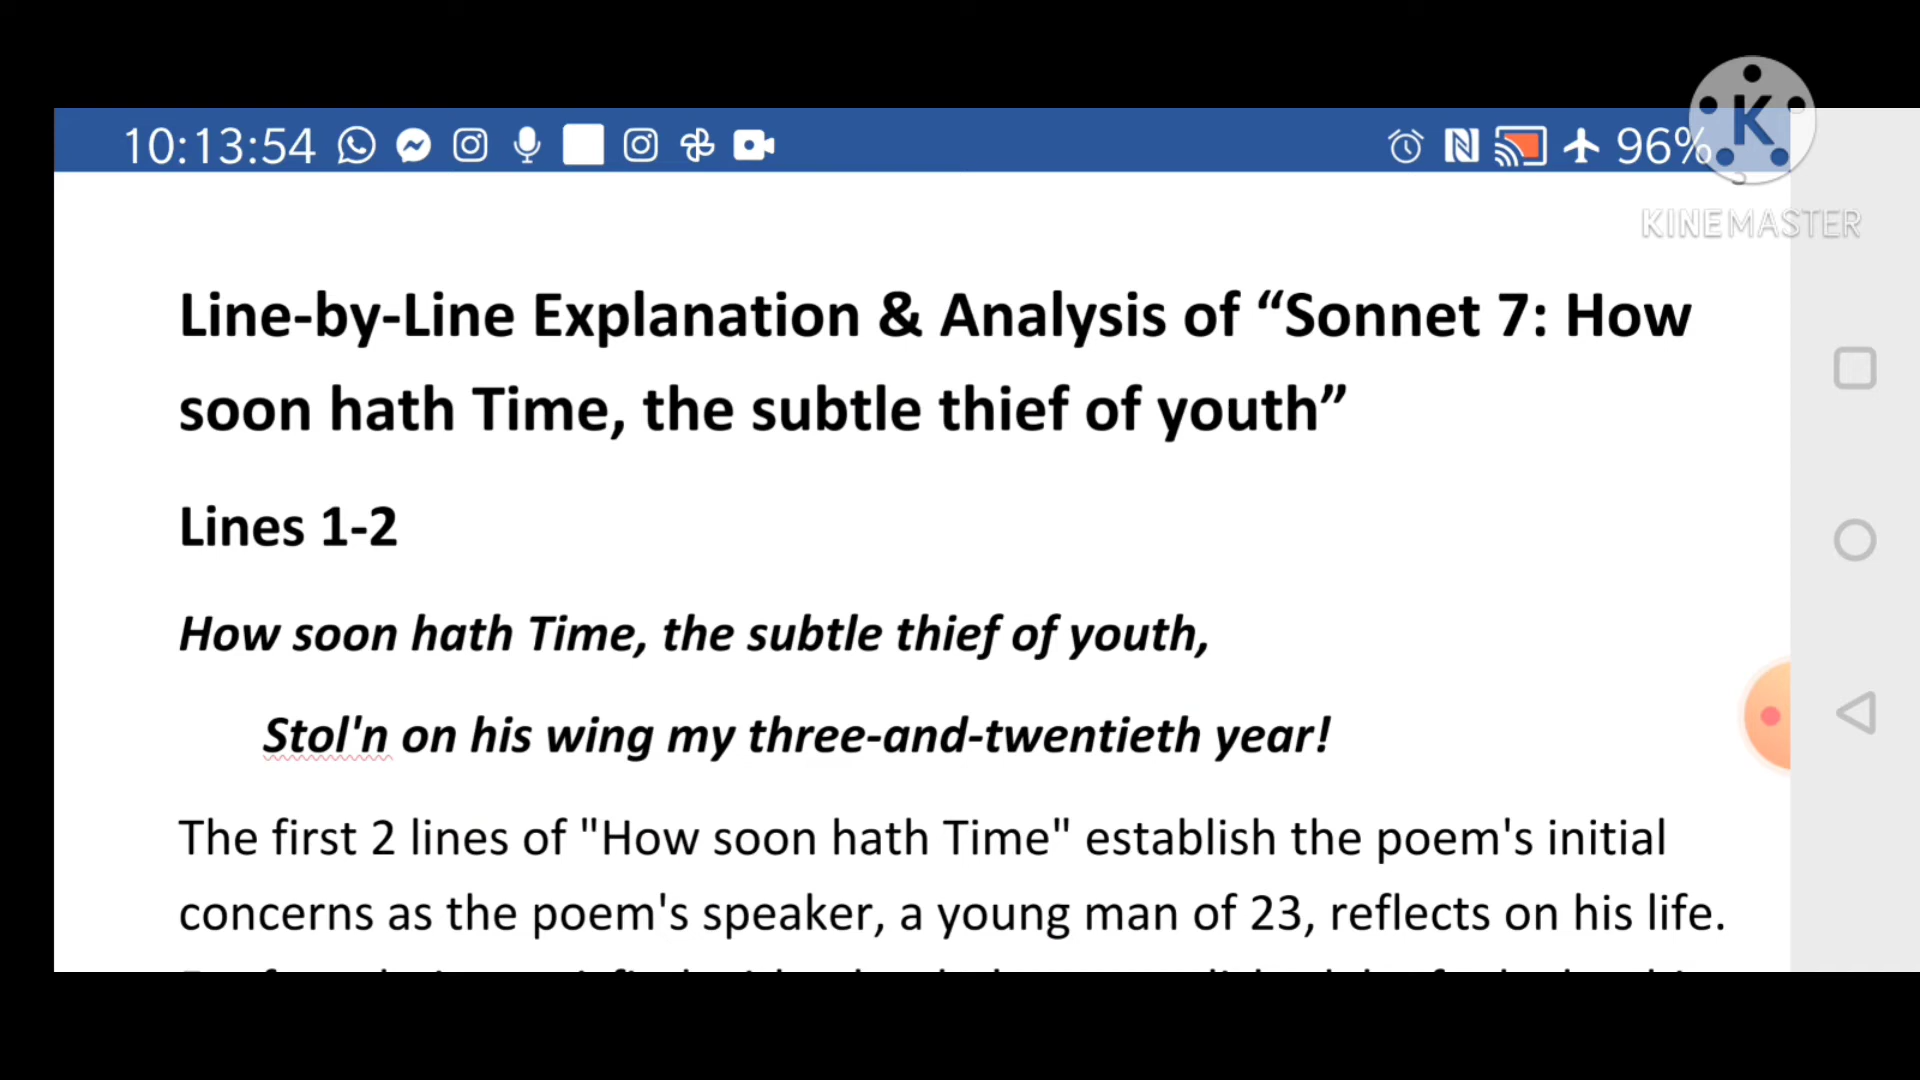 10:13:54 96%
K
KINEMASTER
Line-by-Line Explanation & Analysis of “Sonnet 7: How
soon hath Time, the subtle thief of youth”
Lines 1-2
How soon hath Time, the subtle thief of youth,
Stol'n on his wing my three-and-twentieth year!
The first 2 lines of "How soon hath Time" establish the poem's initial
concerns as the poem's speaker, a young man of 23, reflects on his life.